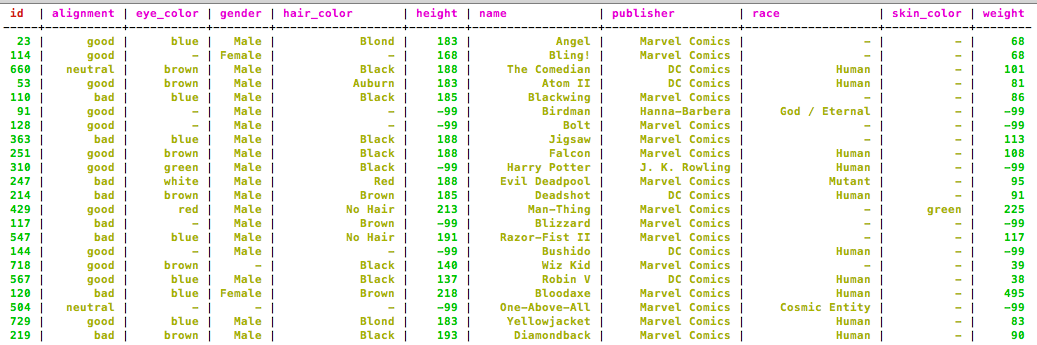 id | alignment | eye_color | gender | hair_color | height | name | publisher | race | skin_color | weight
23 | good | blue | Male | Blond | 183 | Angel | Marvel Comics | - | - | 68
114 | good | - | Female | - | 168 | Bling! | Marvel Comics | - | - | 68
660 | neutral | brown | Male | Black | 188 | The Comedian | DC Comics | Human | - | 101
53 | good | brown | Male | Auburn | 183 | Atom II | DC Comics | Human | - | 81
110 | bad | blue | Male | Black | 185 | Blackwing | Marvel Comics | - | - | 86
91 | good | - | Male | - | -99 | Birdman | Hanna-Barbera | God / Eternal | - | -99
128 | good | - | Male | - | -99 | Bolt | Marvel Comics | - | - | -99
363 | bad | blue | Male | Black | 188 | Jigsaw | Marvel Comics | - | - | 113
251 | good | brown | Male | Black | 188 | Falcon | Marvel Comics | Human | - | 108
310 | good | green | Male | Black | -99 | Harry Potter | J. K. Rowling | Human | - | -99
247 | bad | white | Male | Red | 188 | Evil Deadpool | Marvel Comics | Mutant | - | 95
214 | bad | brown | Male | Brown | 185 | Deadshot | DC Comics | Human | - | 91
429 | good | red | Male | No Hair | 213 | Man-Thing | Marvel Comics | - | green | 225
117 | bad | - | Male | Brown | -99 | Blizzard | Marvel Comics | - | - | -99
547 | bad | blue | Male | No Hair | 191 | Razor-Fist II | Marvel Comics | - | - | 117
144 | good | - | Male | - | -99 | Bushido | DC Comics | Human | - | -99
718 | good | brown | - | Black | 140 | Wiz Kid | Marvel Comics | - | - | 39
567 | good | blue | Male | Black | 137 | Robin V | DC Comics | Human | - | 38
120 | bad | blue | Female | Brown | 218 | Bloodaxe | Marvel Comics | Human | - | 495
504 | neutral | - | - | - | -99 | One-Above-All | Marvel Comics | Cosmic Entity | - | -99
729 | good | blue | Male | Blond | 183 | Yellowjacket | Marvel Comics | Human | - | 83
219 | bad | brown | Male | Black | 193 | Diamondback | Marvel Comics | Human | - | 90